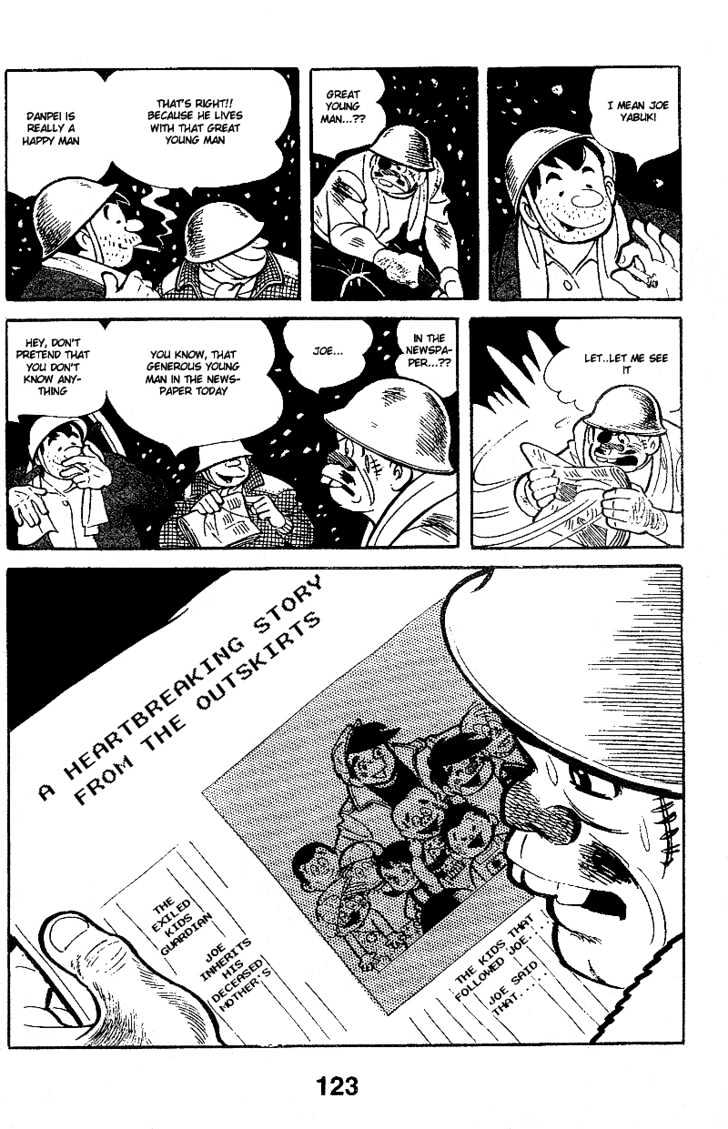 DANPEI IS
REALLY A
HAPPY MAN
THAT'S RIGHT!!
BECAUSE HE LIVES
WITH THAT GREAT
YOUNG MAN
GREAT
YOUNG
MAN...??
I MEAN JOE
YABUKI
HEY, DON'T
PRETEND THAT
YOU DON'T
KNOW ANY-
THING
YOU KNOW, THAT
GENEROUS YOUNG
MAN IN THE NEWS-
PAPER TODAY
JOE...
IN THE
NEWSPA-
PER...??
LET..LET ME SEE
IT
A HEARTBREAKING STORY
FROM THE OUTSKIRTS
THE
EXILED
KIDS
GUARDIAN
JOE
INHERITS
HIS
DECEASED
MOTHER'S
THE KIDS THAT
FOLLOWED JOE....
JOE SAID
THAT.....
123